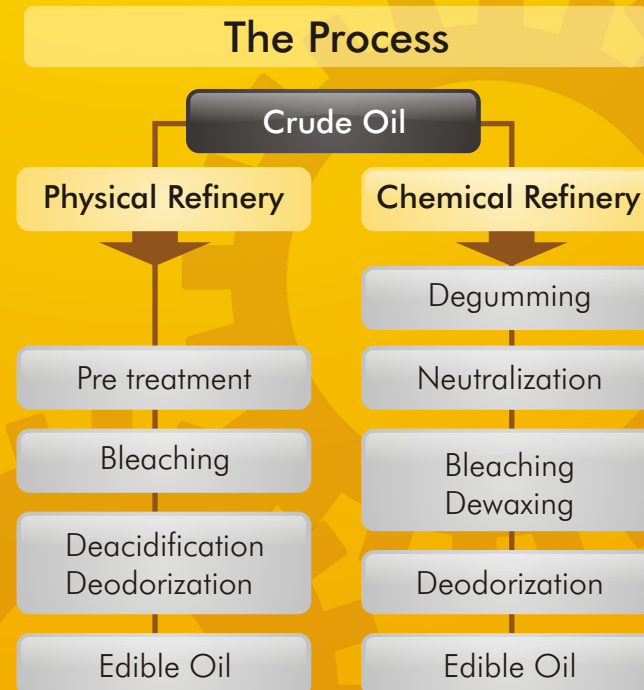 The Process
Crude Oil
Physical Refinery
Pre treatment
Bleaching
Deacidification
Deodorization
Edible Oil
Chemical Refinery
Degumming
Neutralization
Bleaching
Dewaxing
Deodorization
Edible Oil